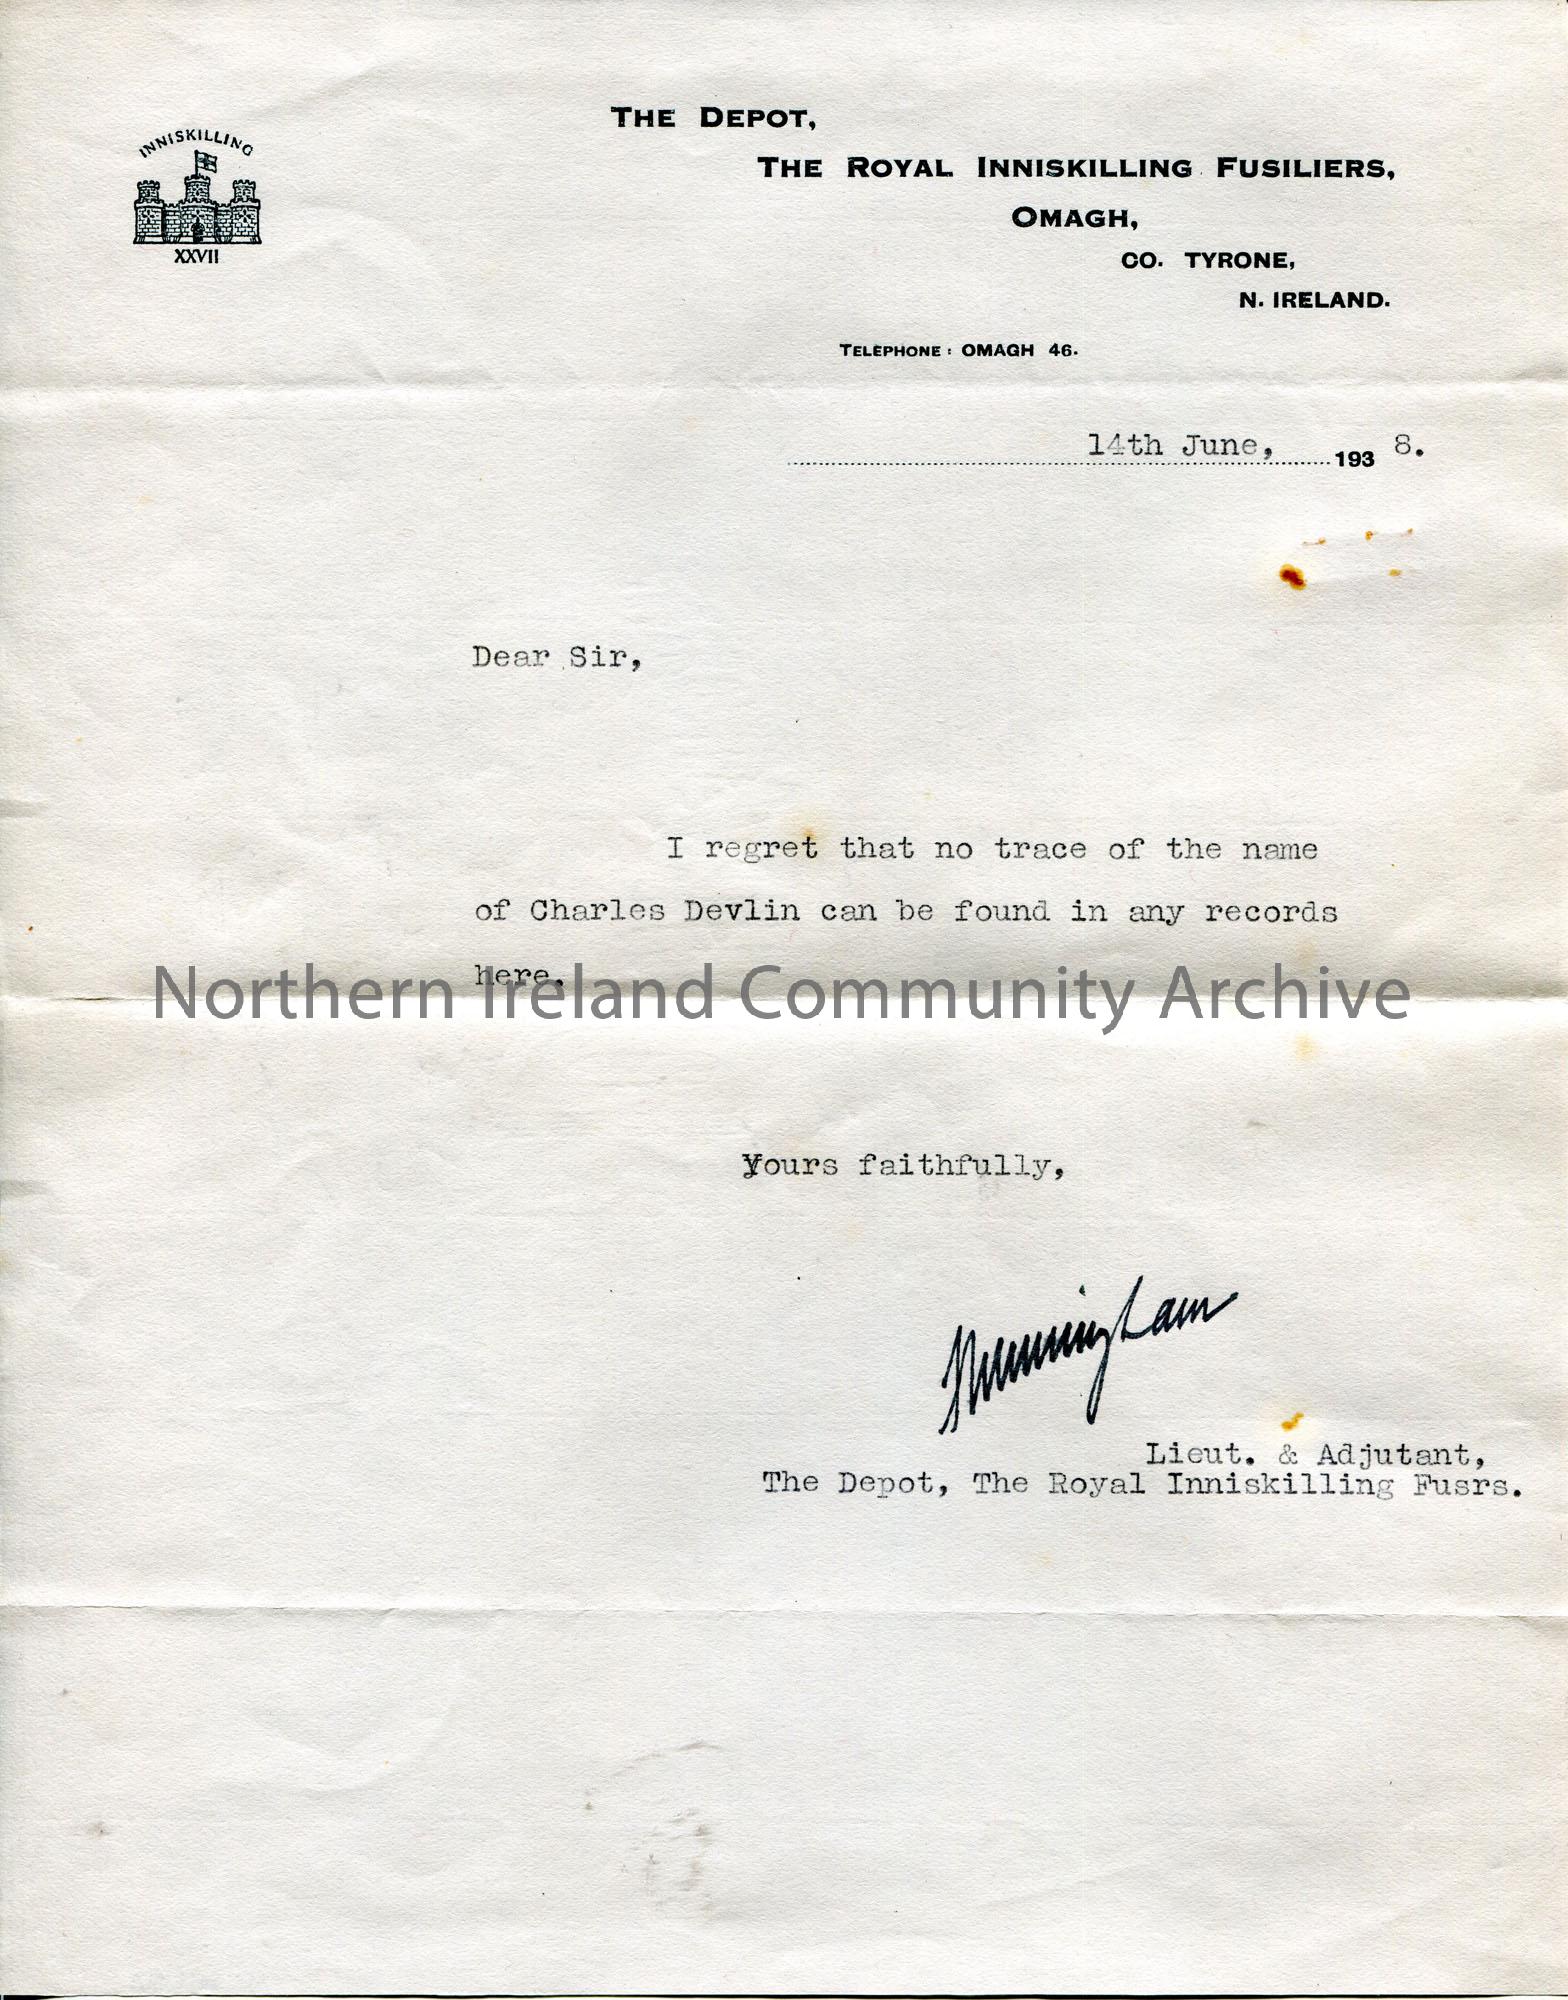 INNISKILLING
XXVII
THE DEPOT,
THE ROYAL INNISKILLING FUSILIERS,
OMAGH,
CO. TYRONE,
N. IRELAND.
TELEPHONE: OMAGH 46.
14th June, 1938.
Dear Sir,
I regret that no trace of the name
of Charles Devlin can be found in any records
here.
Northern Ireland Community Archive
Yours faithfully,
Lieut. & Adjutant,
The Depot, The Royal Inniskilling Fusrs.